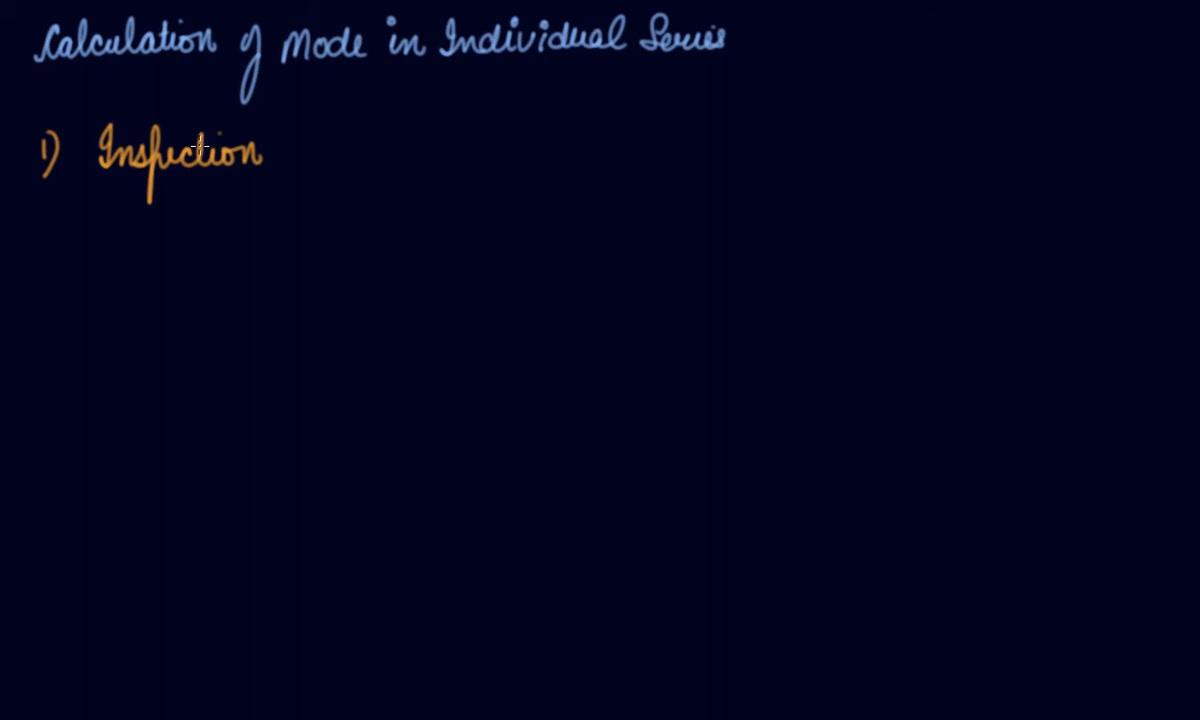 Calculation of Mode in Individual Series
1) Inspection